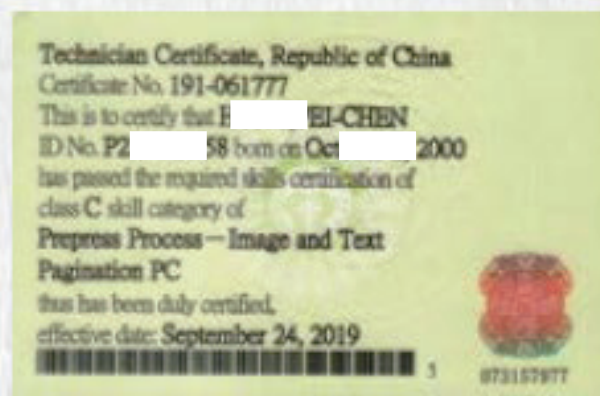 Technician Certificate, Republic of China
Certificate No. 191-061777
This is to certify that EI-CHEN
ID No. P2 58 born on Oct 2000
has passed the required skills certification of
class C skill category of
Prepress Process — Image and Text
Pagination PC
thus has been duly certified,
effective date: September 24, 2019
3
073157977